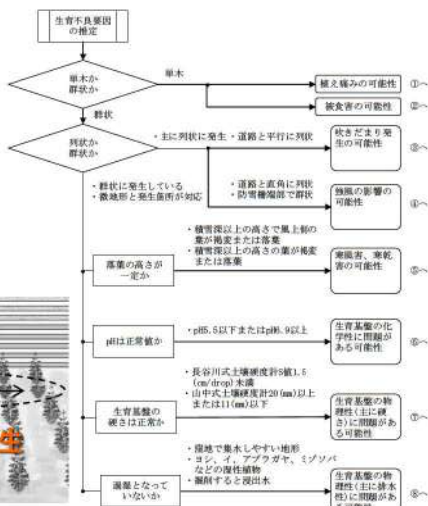 生育不良要因
の推定
単木か
群状か
単木
植え痛みの可能性
①へ
被食害の可能性
②へ
群状
列状か
群状か
・主に列状に発生・道路と平行に列状
吹きだまり発
生の可能性
③へ
・群状に発生している
・微地形と発生箇所が対応
・道路と直角に列状
・防雪柵端部で群状
強風の影響の
可能性
④へ
落葉の高さが
一定か
・積雪深以上の高さで風上側の
葉が褐変または落葉
・積雪深以上の高さの葉が褐変
または落葉
寒風害、寒乾
害の可能性
⑤へ
pHは正常値か
・pH5.5以下またはpH6.9以上
生育基盤の化
学性に問題が
ある可能性
⑥へ
生育基盤の
硬さは正常か
・長谷川式土壌硬度計S値1.5
(cm/drop)未満
・山中式土壌硬度計20(mm)以上
または11(mm)以下
生育基盤の物
理性(主に硬
さ)に問題があ
る可能性
⑦へ
生
過湿となって
いないか
・窪地で集水しやすい地形
・ヨシ、イ、アブラガヤ、ミゾソバ
などの湿性植物
・掘削すると浸出水
生育基盤の物
理性(主に排水
性)に問題があ
る可能性
⑧へ